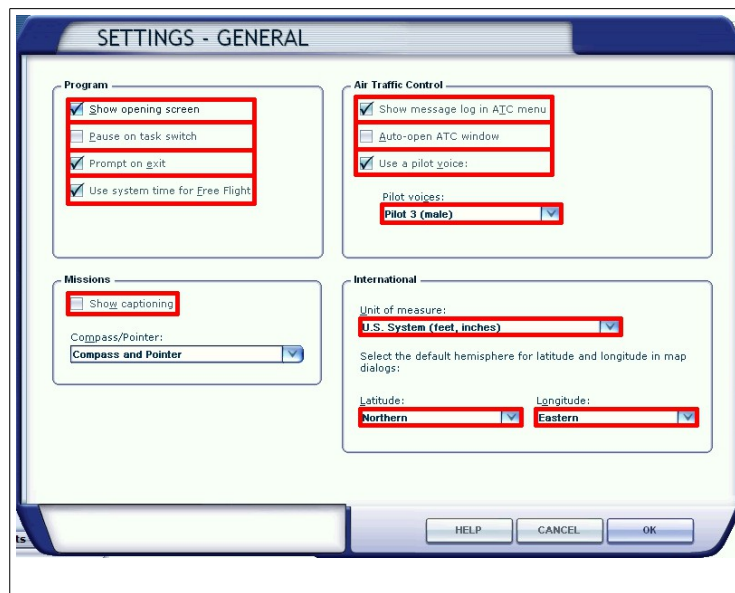 SETTINGS - GENERAL
Program
Show opening screen
Pause on task switch
Prompt on exit
Use system time for Free Flight
Air Traffic Control
Show message log in ATC menu
Auto-open ATC window
Use a pilot voice:
Pilot voices:
Pilot 3 (male)
Missions
Show captioning
Compass/Pointer:
Compass and Pointer
International
Unit of measure:
U.S. System (feet, inches)
Select the default hemisphere for latitude and longitude in map
dialogs:
Latitude:
Longitude:
Northern
Eastern
ts
HELP
CANCEL
OK